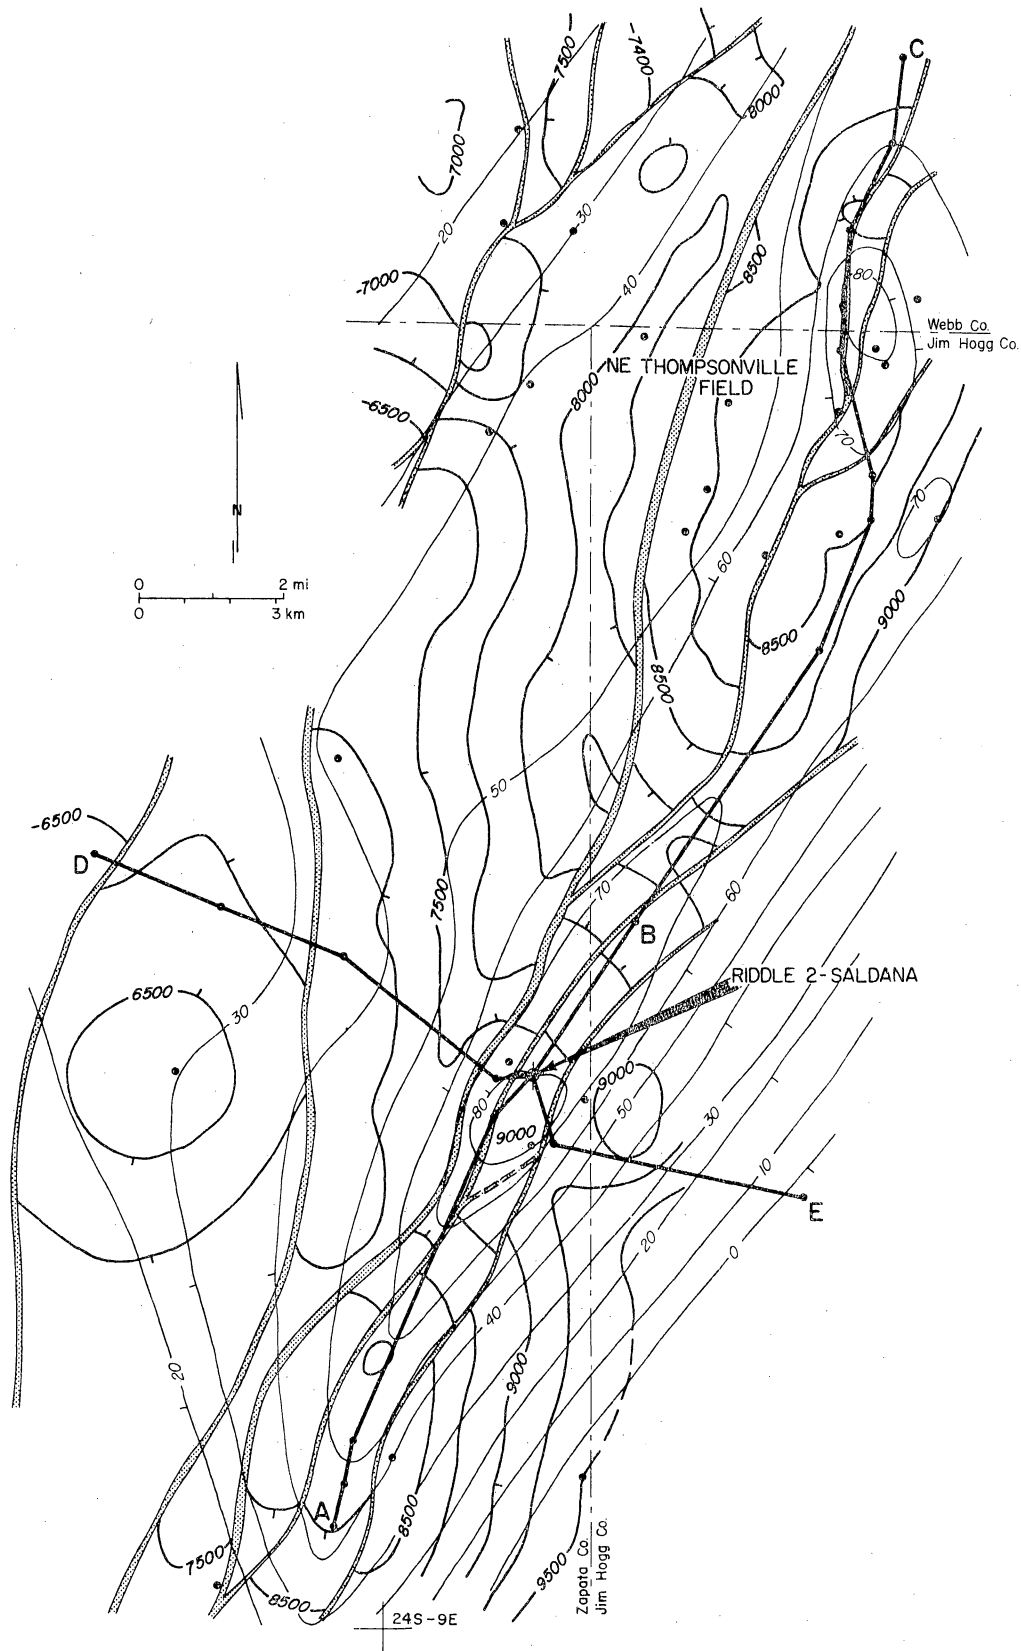 -7500
-7400
C
8000
7000
20
30
8500
-7000
40
80
Webb Co.
Jim Hogg Co.
NE THOMPSONVILLE
FIELD
8000
-6500
70
70
N
0 2 mi
0 3 km
60
9000
8500
8500
50
-6500
D
70
60
7500
B
RIDDLE 2-SALDANA
6500
30
9000
80
50
30
9000
10
E
20
0
40
20
9000
A
8500
7500
9500
Zapata Co.
Jim Hogg Co.
8500
24S-9E